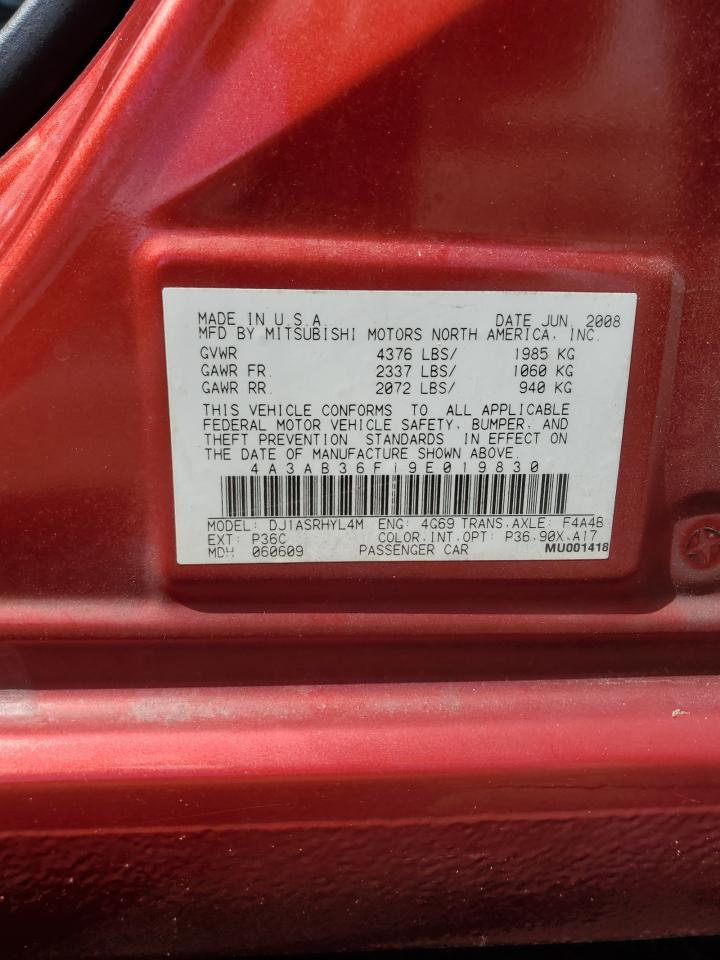 MADE IN U.S.A. DATE JUN. 2008
MFD BY MITSUBISHI MOTORS NORTH AMERICA, INC.
GVWR 4376 LBS/ 1985 KG
GAWR FR. 2337 LBS/ 1060 KG
GAWR RR. 2072 LBS/ 940 KG
THIS VEHICLE CONFORMS TO ALL APPLICABLE
FEDERAL MOTOR VEHICLE SAFETY, BUMPER, AND
THEFT PREVENTION STANDARDS IN EFFECT ON
THE DATE OF MANUFACTURE SHOWN ABOVE.
4A3AB36F19E019830
MODEL: DJ1ASRHYL4M ENG: 4G69 TRANS,AXLE: F4A4B
EXT: P36C COLOR,INT,OPT: P36,90X,A17
MDH 060609 PASSENGER CAR MU001418